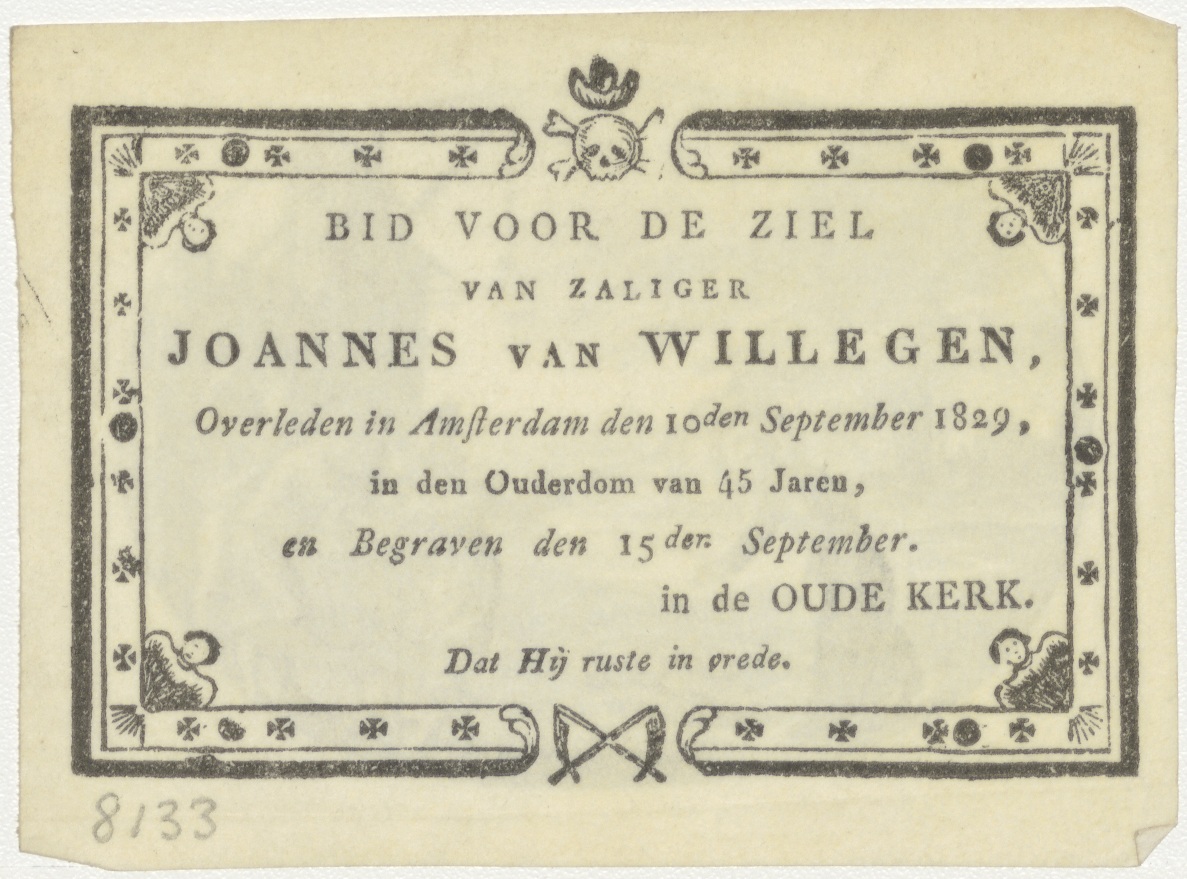 BID VOOR DE ZIEL
VAN ZALIGER
JOANNES VAN WILLEGEN,
Overleden in Amſterdam den 10den September 1829,
in den Ouderdom van 45 Jaren,
en Begraven den 15den September.
in de OUDE KERK.
Dat Hij ruste in vrede.
8133